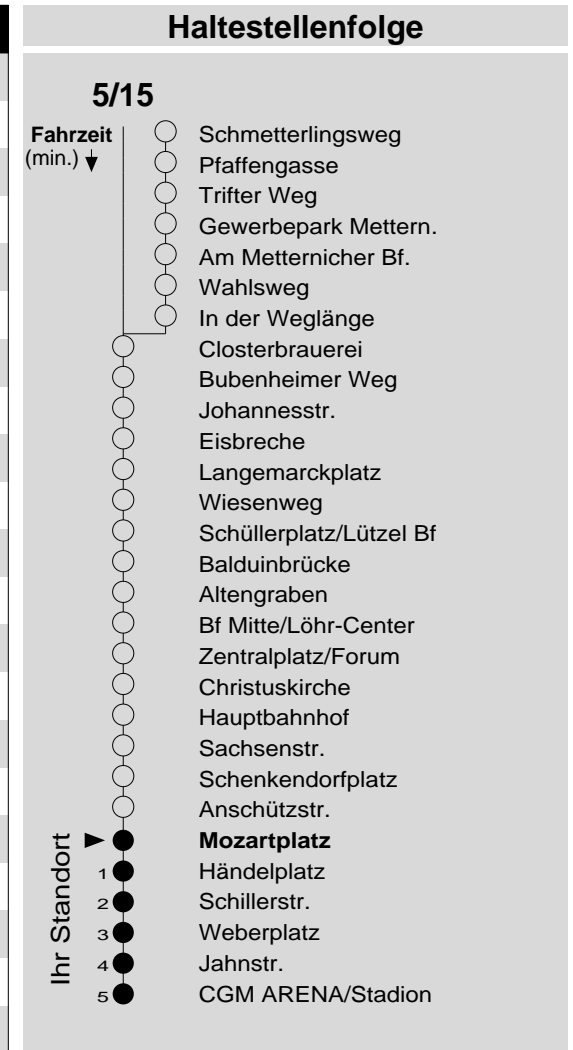 Haltestellenfolge
5/15
Fahrzeit
(min.)
Schmetterlingsweg
Pfaffengasse
Trifter Weg
Gewerbepark Mettern.
Am Metternicher Bf.
Wahlsweg
In der Weglänge
Closterbrauerei
Bubenheimer Weg
Johannesstr.
Eisbreche
Langemarckplatz
Wiesenweg
Schüllerplatz/Lützel Bf
Balduinbrücke
Altengraben
Bf Mitte/Löhr-Center
Zentralplatz/Forum
Christuskirche
Hauptbahnhof
Sachsenstr.
Schenkendorfplatz
Anschützstr.
Ihr Standort
Mozartplatz
1 Händelplatz
2 Schillerstr.
3 Weberplatz
4 Jahnstr.
5 CGM ARENA/Stadion